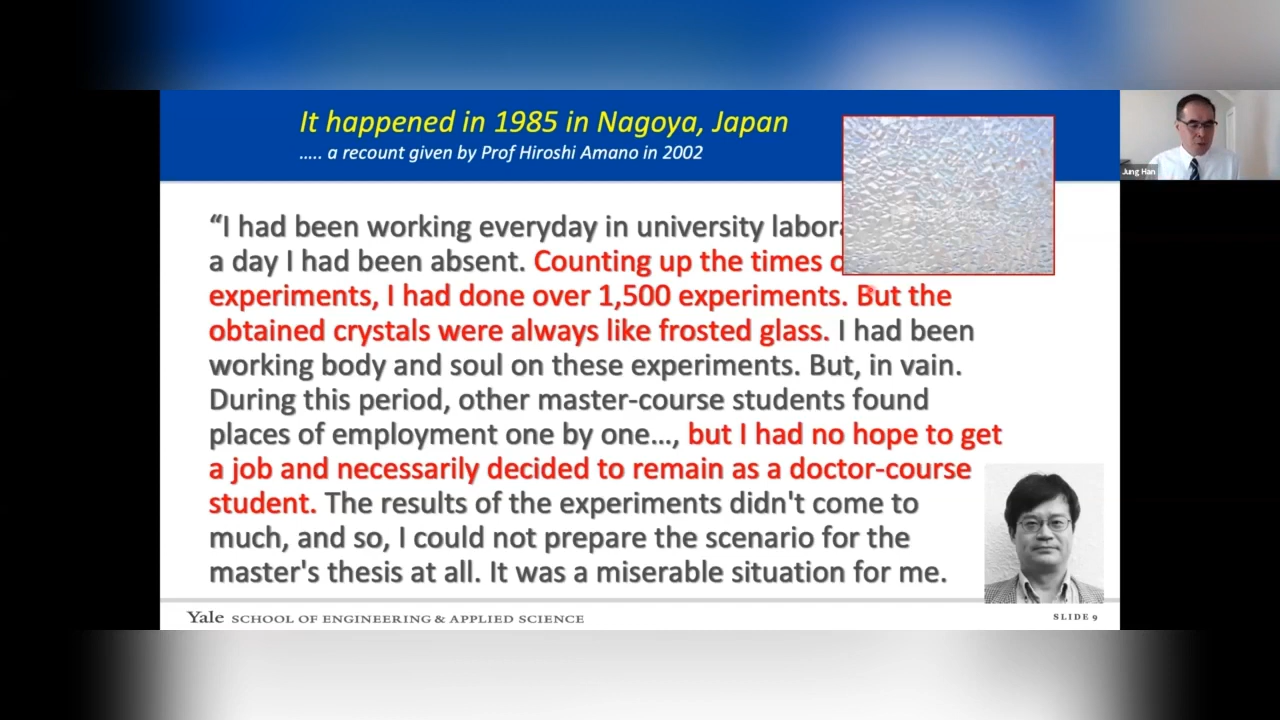 It happened in 1985 in Nagoya, Japan
….. a recount given by Prof Hiroshi Amano in 2002
Jung Han
“I had been working everyday in university
a day I had been absent. Counting up the times
experiments, I had done over 1,500 experiments. But the
obtained crystals were always like frosted glass. I had been
working body and soul on these experiments. But, in vain.
During this period, other master-course students found
places of employment one by one…, but I had no hope to get
a job and necessarily decided to remain as a doctor-course
student. The results of the experiments didn't come to
much, and so, I could not prepare the scenario for the
master's thesis at all. It was a miserable situation for me.
Yale SCHOOL OF ENGINEERING & APPLIED SCIENCE
SLIDE 9